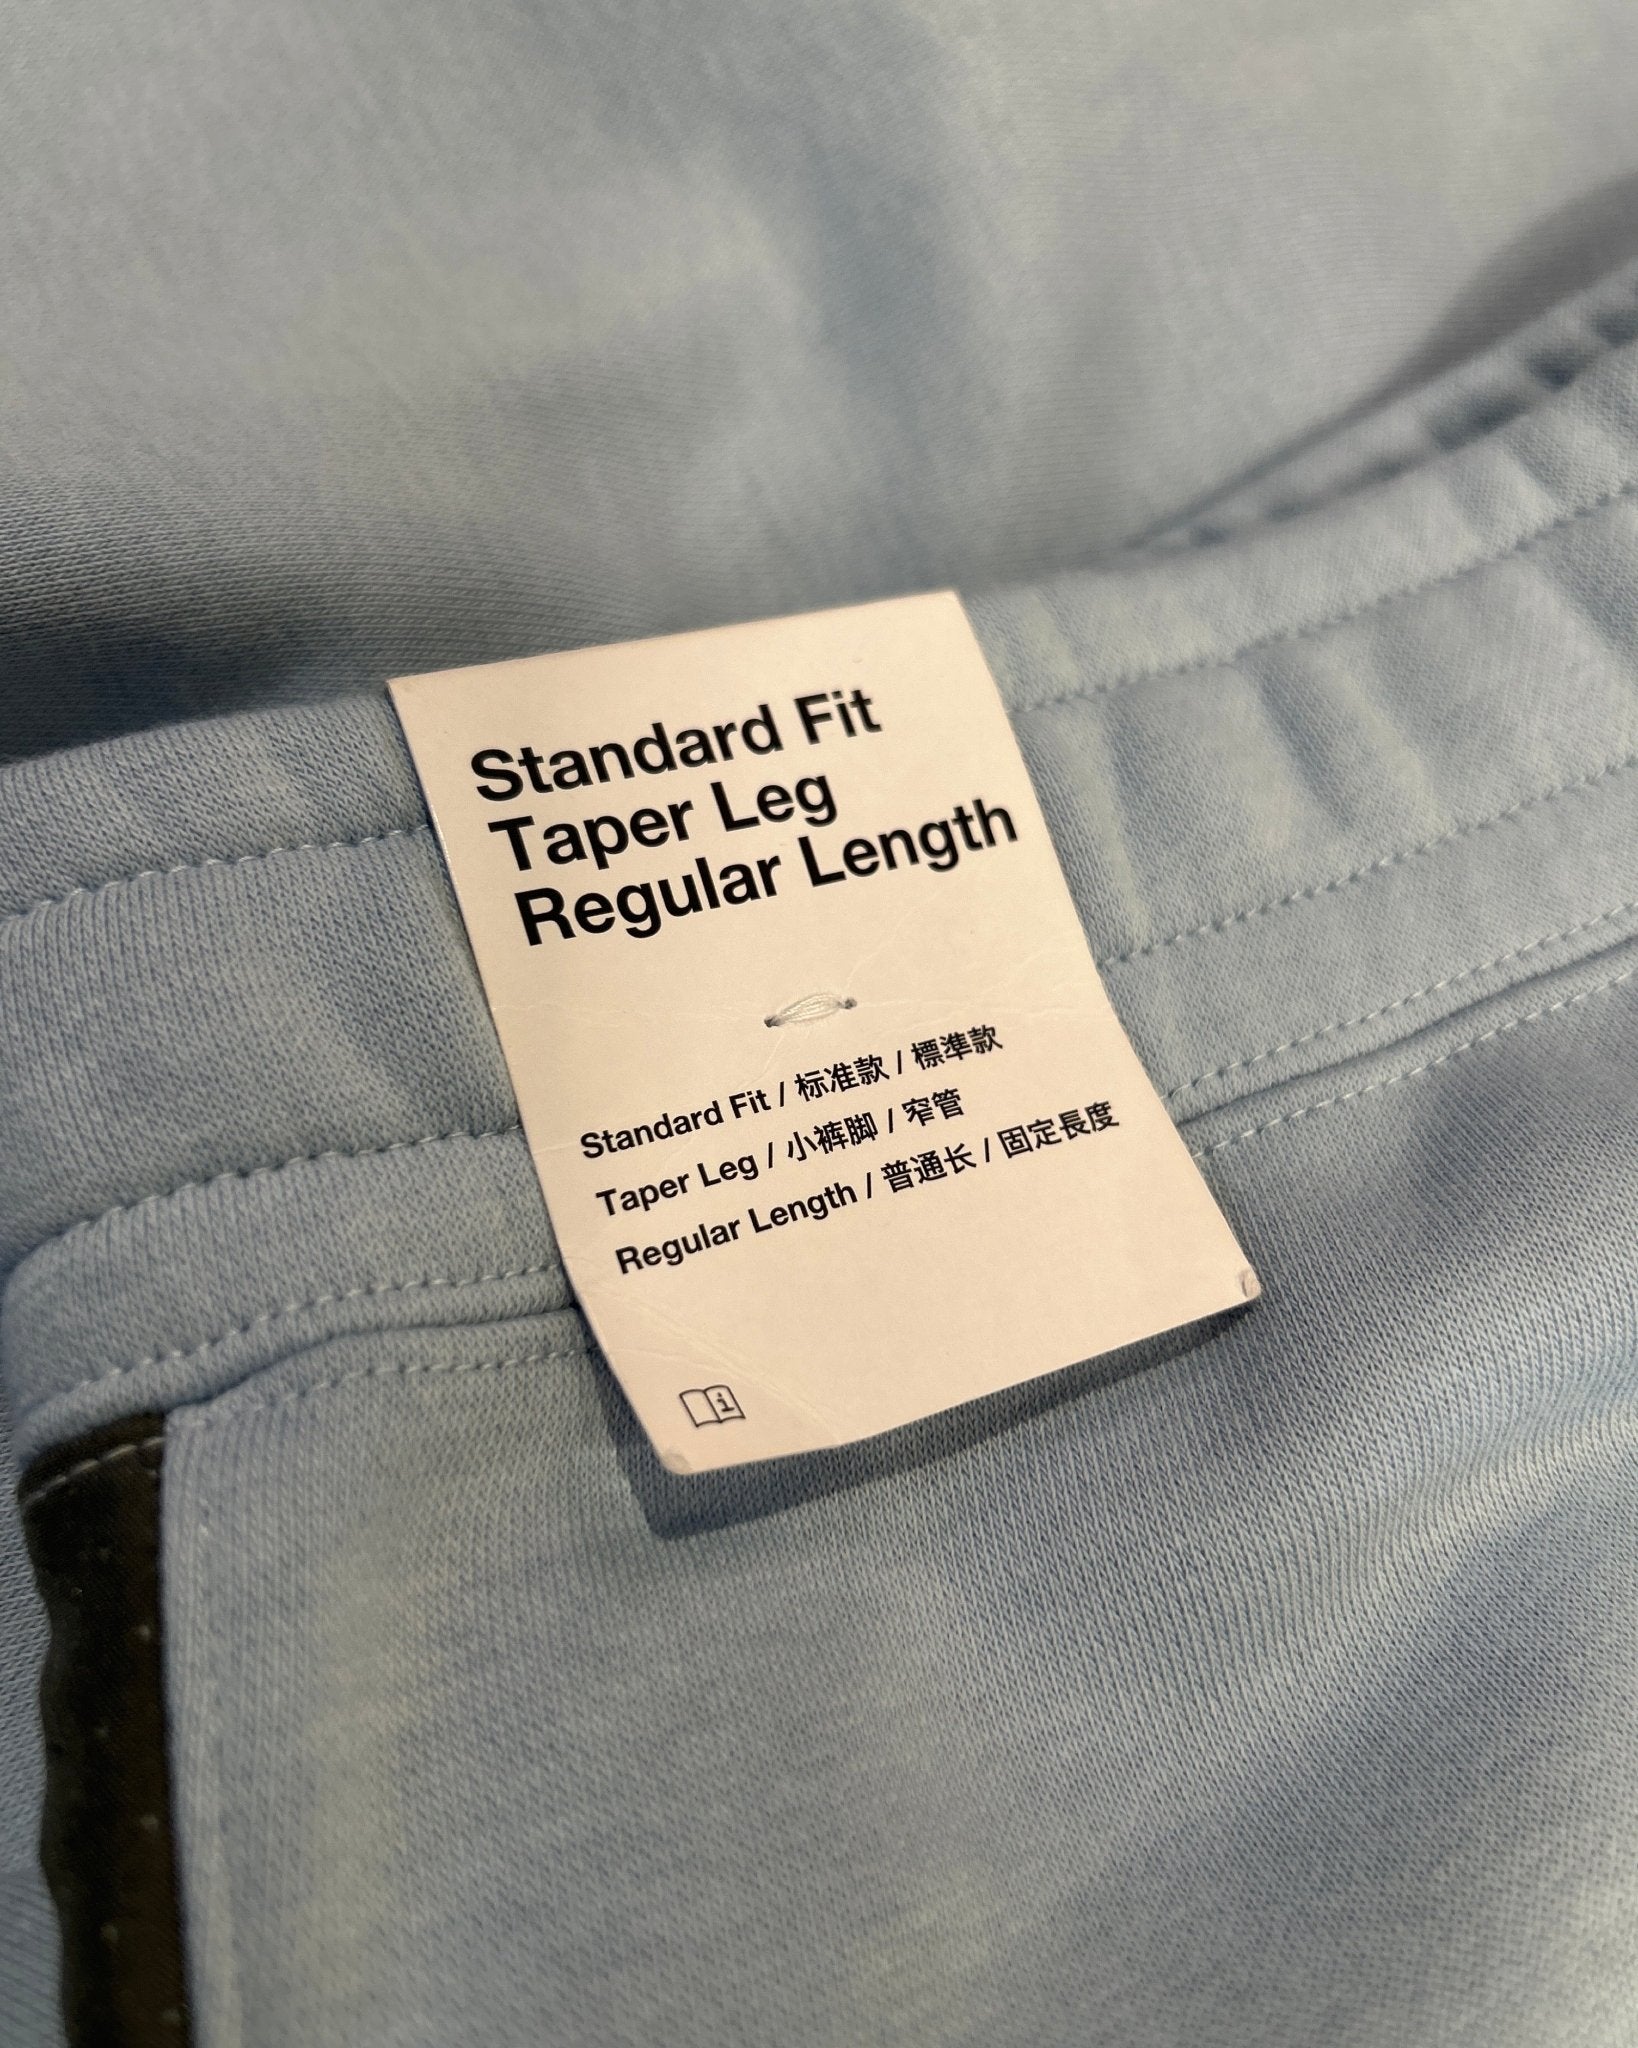 Standard Fit
Taper Leg
Regular Length
Standard Fit / 标准款 / 標準款
Taper Leg / 小裤脚 / 窄管
Regular Length / 普通长 / 固定長度
i